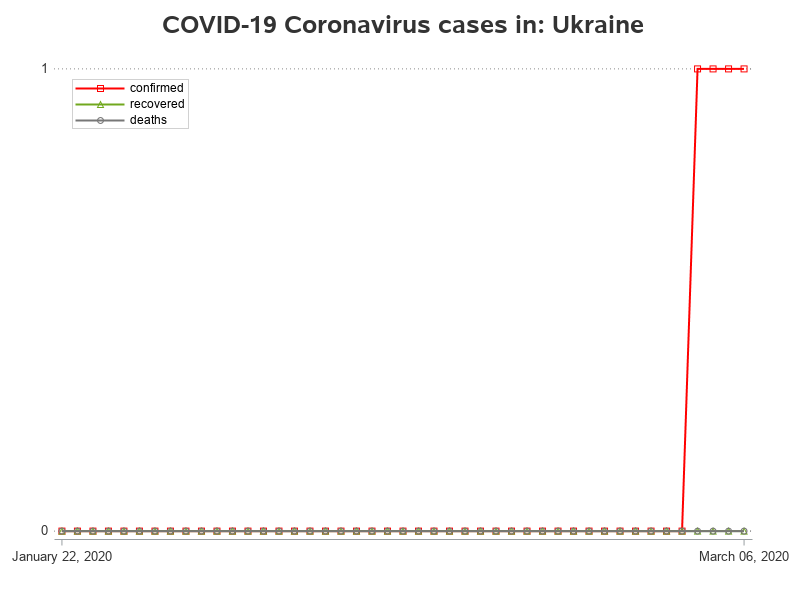 COVID-19 Coronavirus cases in: Ukraine
1
confirmed
recovered
deaths
0
January 22, 2020
March 06, 2020